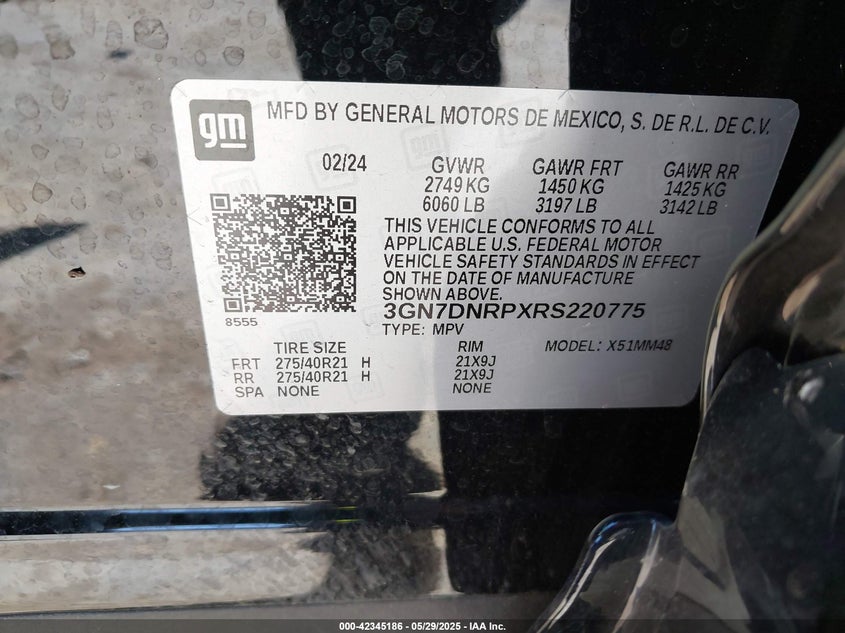 gm
MFD BY GENERAL MOTORS DE MEXICO, S. DE R.L. DE C.V.
02/24 GVWR GAWR FRT GAWR RR
2749 KG 1450 KG 1425 KG
6060 LB 3197 LB 3142 LB
THIS VEHICLE CONFORMS TO ALL
APPLICABLE U.S. FEDERAL MOTOR
VEHICLE SAFETY STANDARDS IN EFFECT
ON THE DATE OF MANUFACTURE
SHOWN ABOVE.
8555
3GN7DNRPXRS220775
TYPE: MPV
TIRE SIZE RIM MODEL: X51MM48
FRT 275/40R21 H 21X9J
RR 275/40R21 H 21X9J
SPA NONE NONE
000-42345186 - 05/29/2025 - IAA Inc.